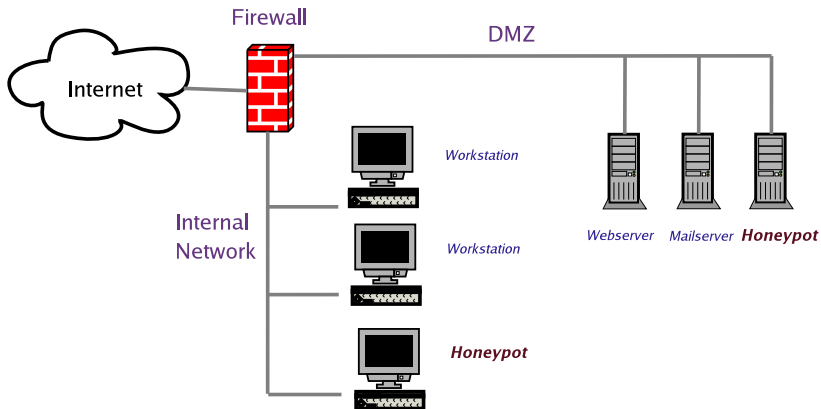 Firewall
DMZ
Internet
Workstation
Internal
Network
Workstation
Webserver
Mailserver
Honeypot
Honeypot